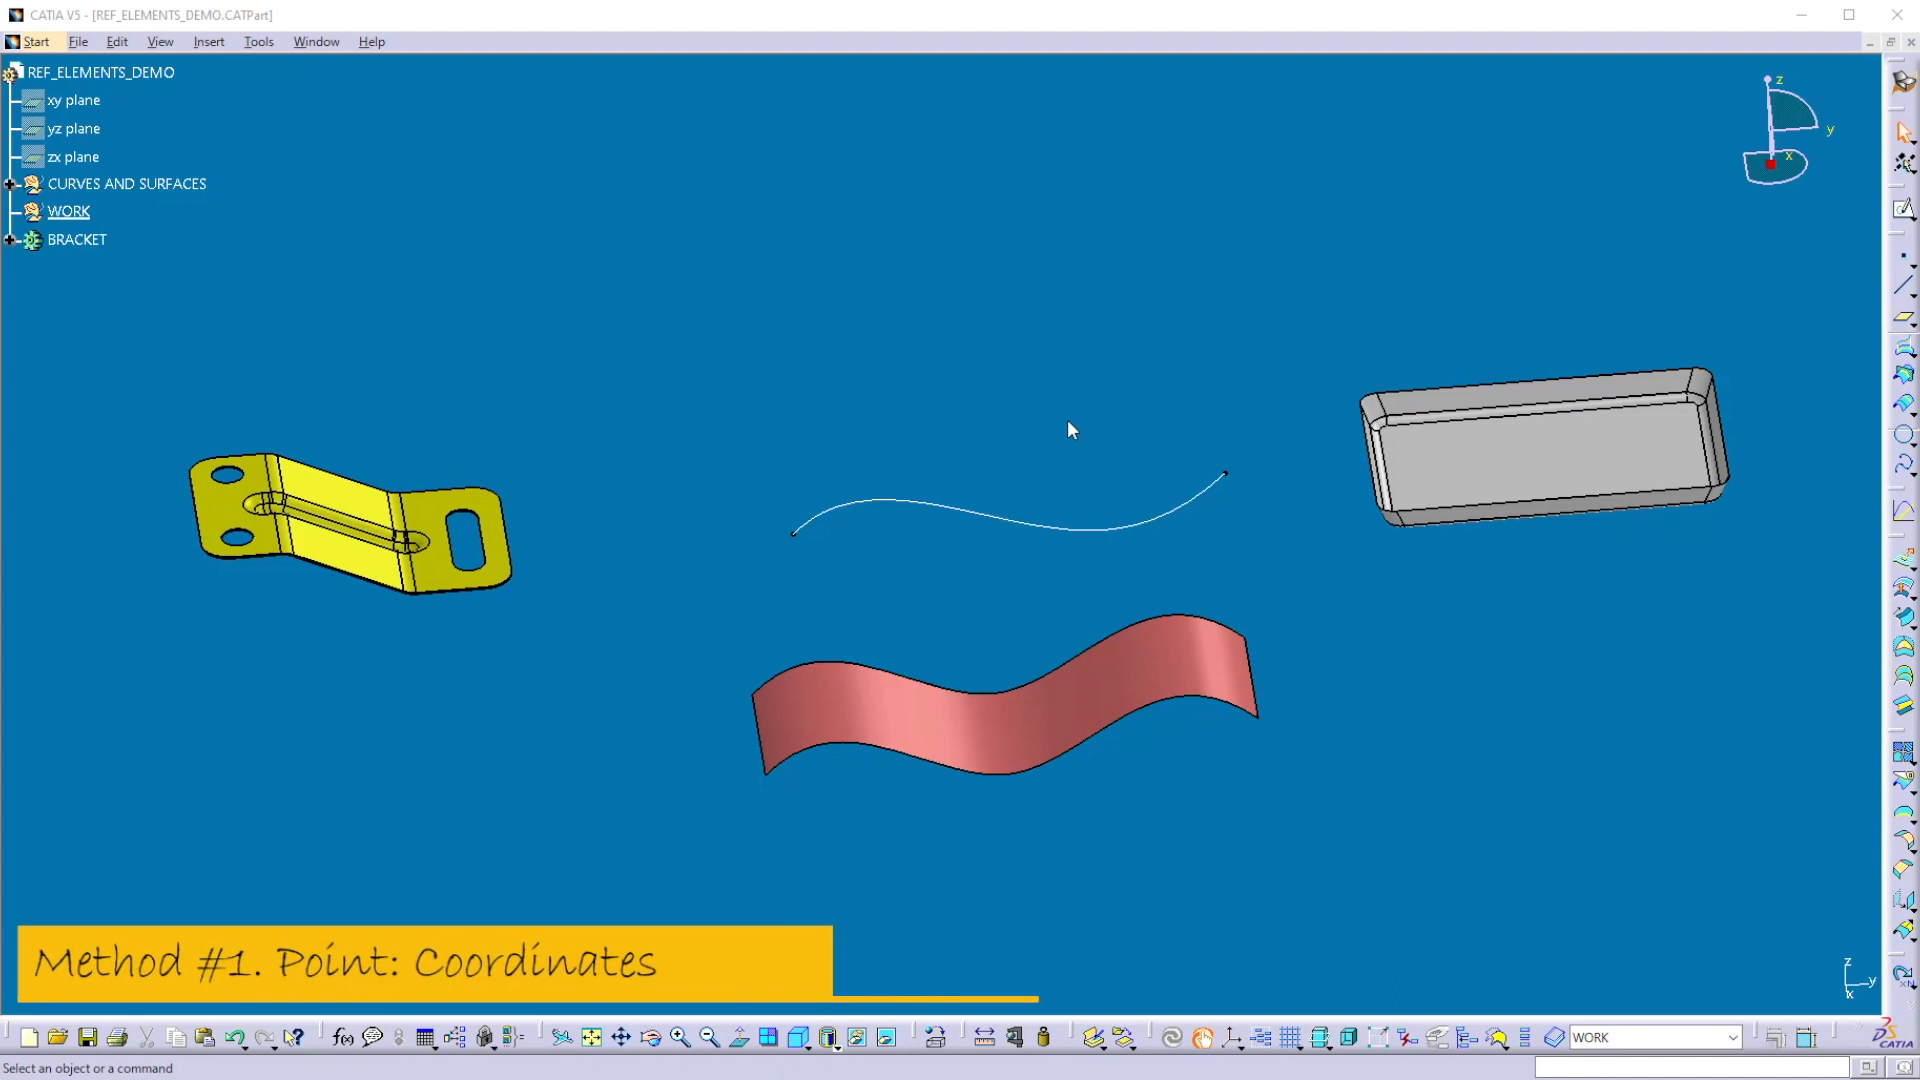 CATIA V5 - [REF_ELEMENTS_DEMO.CATPart]
Start File Edit View Insert Tools Window Help
REF_ELEMENTS_DEMO
xy plane
yz plane
zx plane
CURVES AND SURFACES
WORK
BRACKET
z
y
x
Method #1. Point: Coordinates
z
y
x
f(x)
WORK
CATIA
Select an object or a command